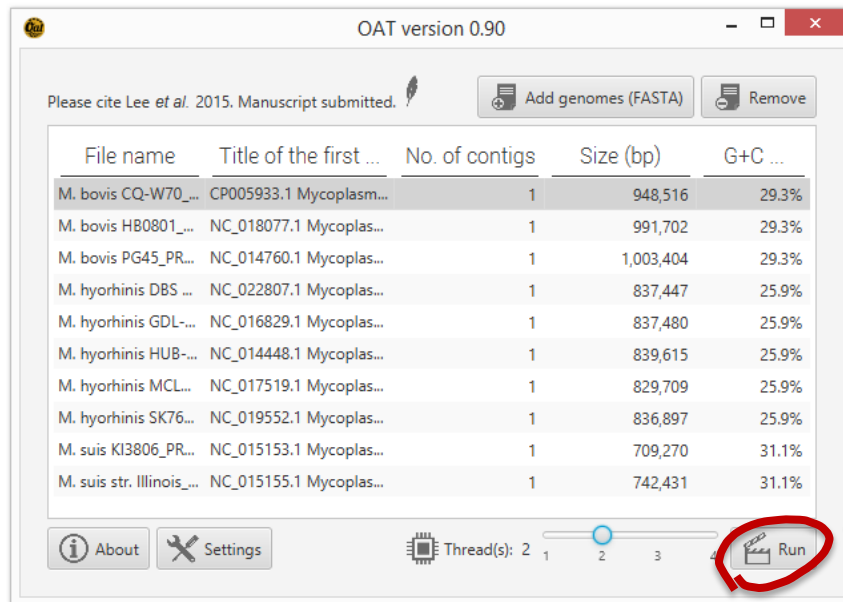 Oat
OAT version 0.90
Please cite Lee et al. 2015. Manuscript submitted.
Add genomes (FASTA)
Remove
File name Title of the first ... No. of contigs Size (bp) G+C ...
M. bovis CQ-W70_... CP005933.1 Mycoplasm... 1 948,516 29.3%
M. bovis HB0801_... NC_018077.1 Mycoplas... 1 991,702 29.3%
M. bovis PG45_PR... NC_014760.1 Mycoplas... 1 1,003,404 29.3%
M. hyorhinis DBS ... NC_022807.1 Mycoplas... 1 837,447 25.9%
M. hyorhinis GDL-... NC_016829.1 Mycoplas... 1 837,480 25.9%
M. hyorhinis HUB-... NC_014448.1 Mycoplas... 1 839,615 25.9%
M. hyorhinis MCL... NC_017519.1 Mycoplas... 1 829,709 25.9%
M. hyorhinis SK76... NC_019552.1 Mycoplas... 1 836,897 25.9%
M. suis KI3806_PR... NC_015153.1 Mycoplas... 1 709,270 31.1%
M. suis str. Illinois_... NC_015155.1 Mycoplas... 1 742,431 31.1%
About
Settings
Thread(s): 2
1 2 3 4
Run